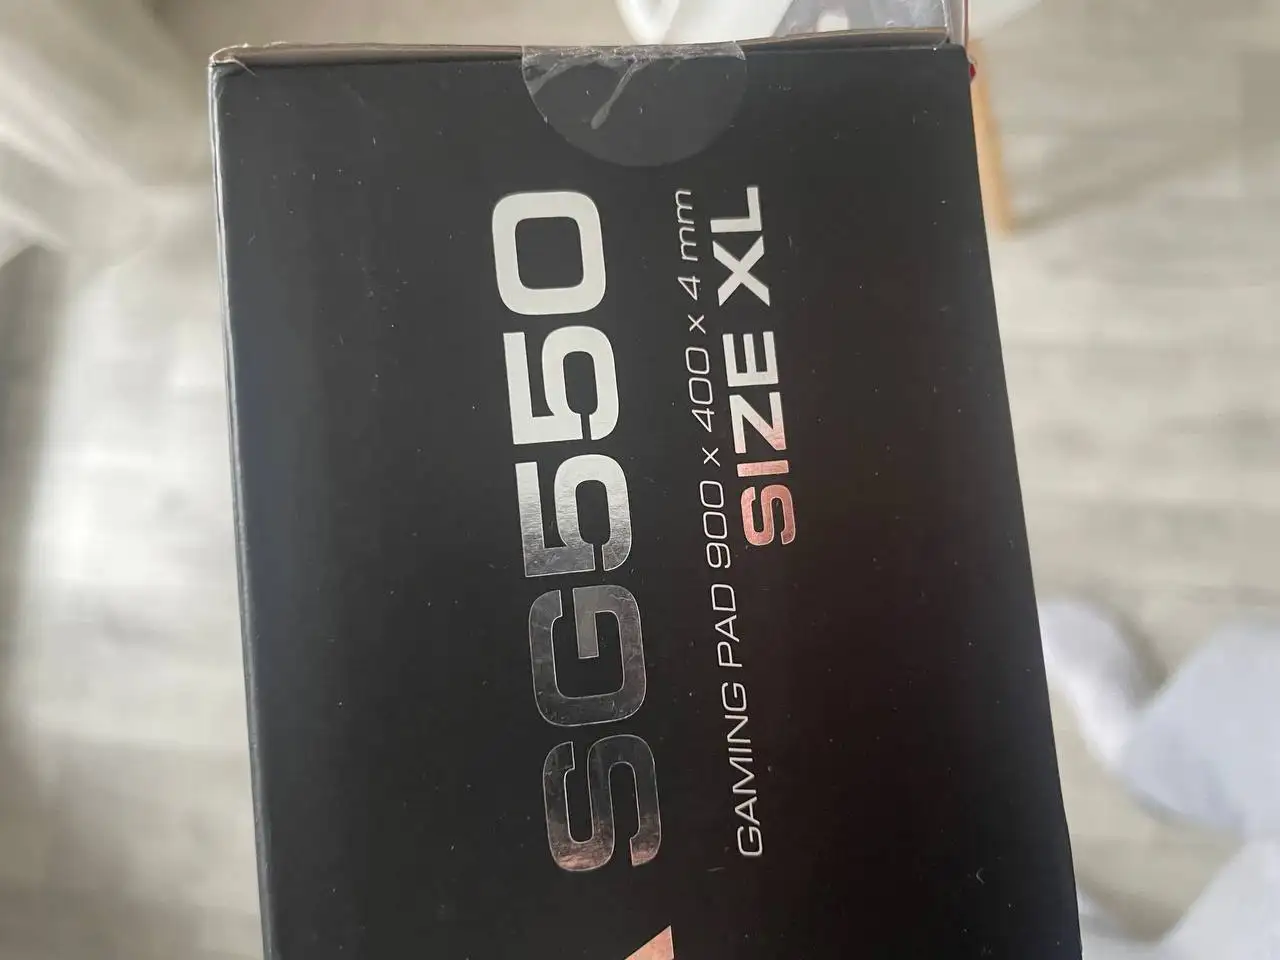 SG550
GAMING PAD 900 x 400 x 4 mm
SIZE XL